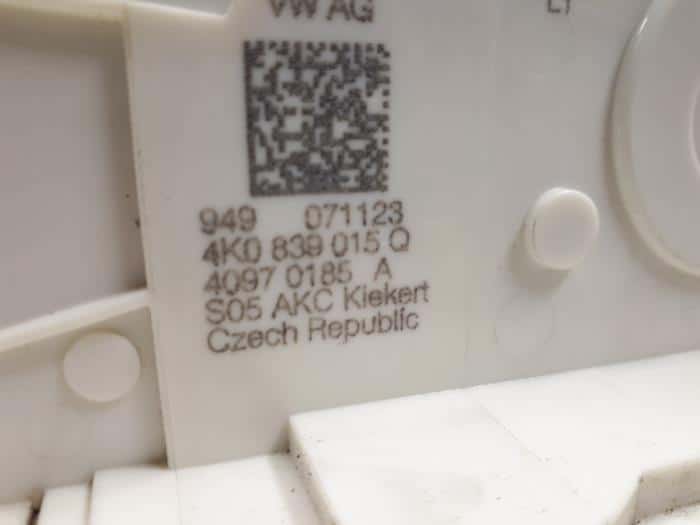 VW AG
949 071123
4K0 839 015 Q
4097 0185 A
S05 AKC Kiekert
Czech Republic